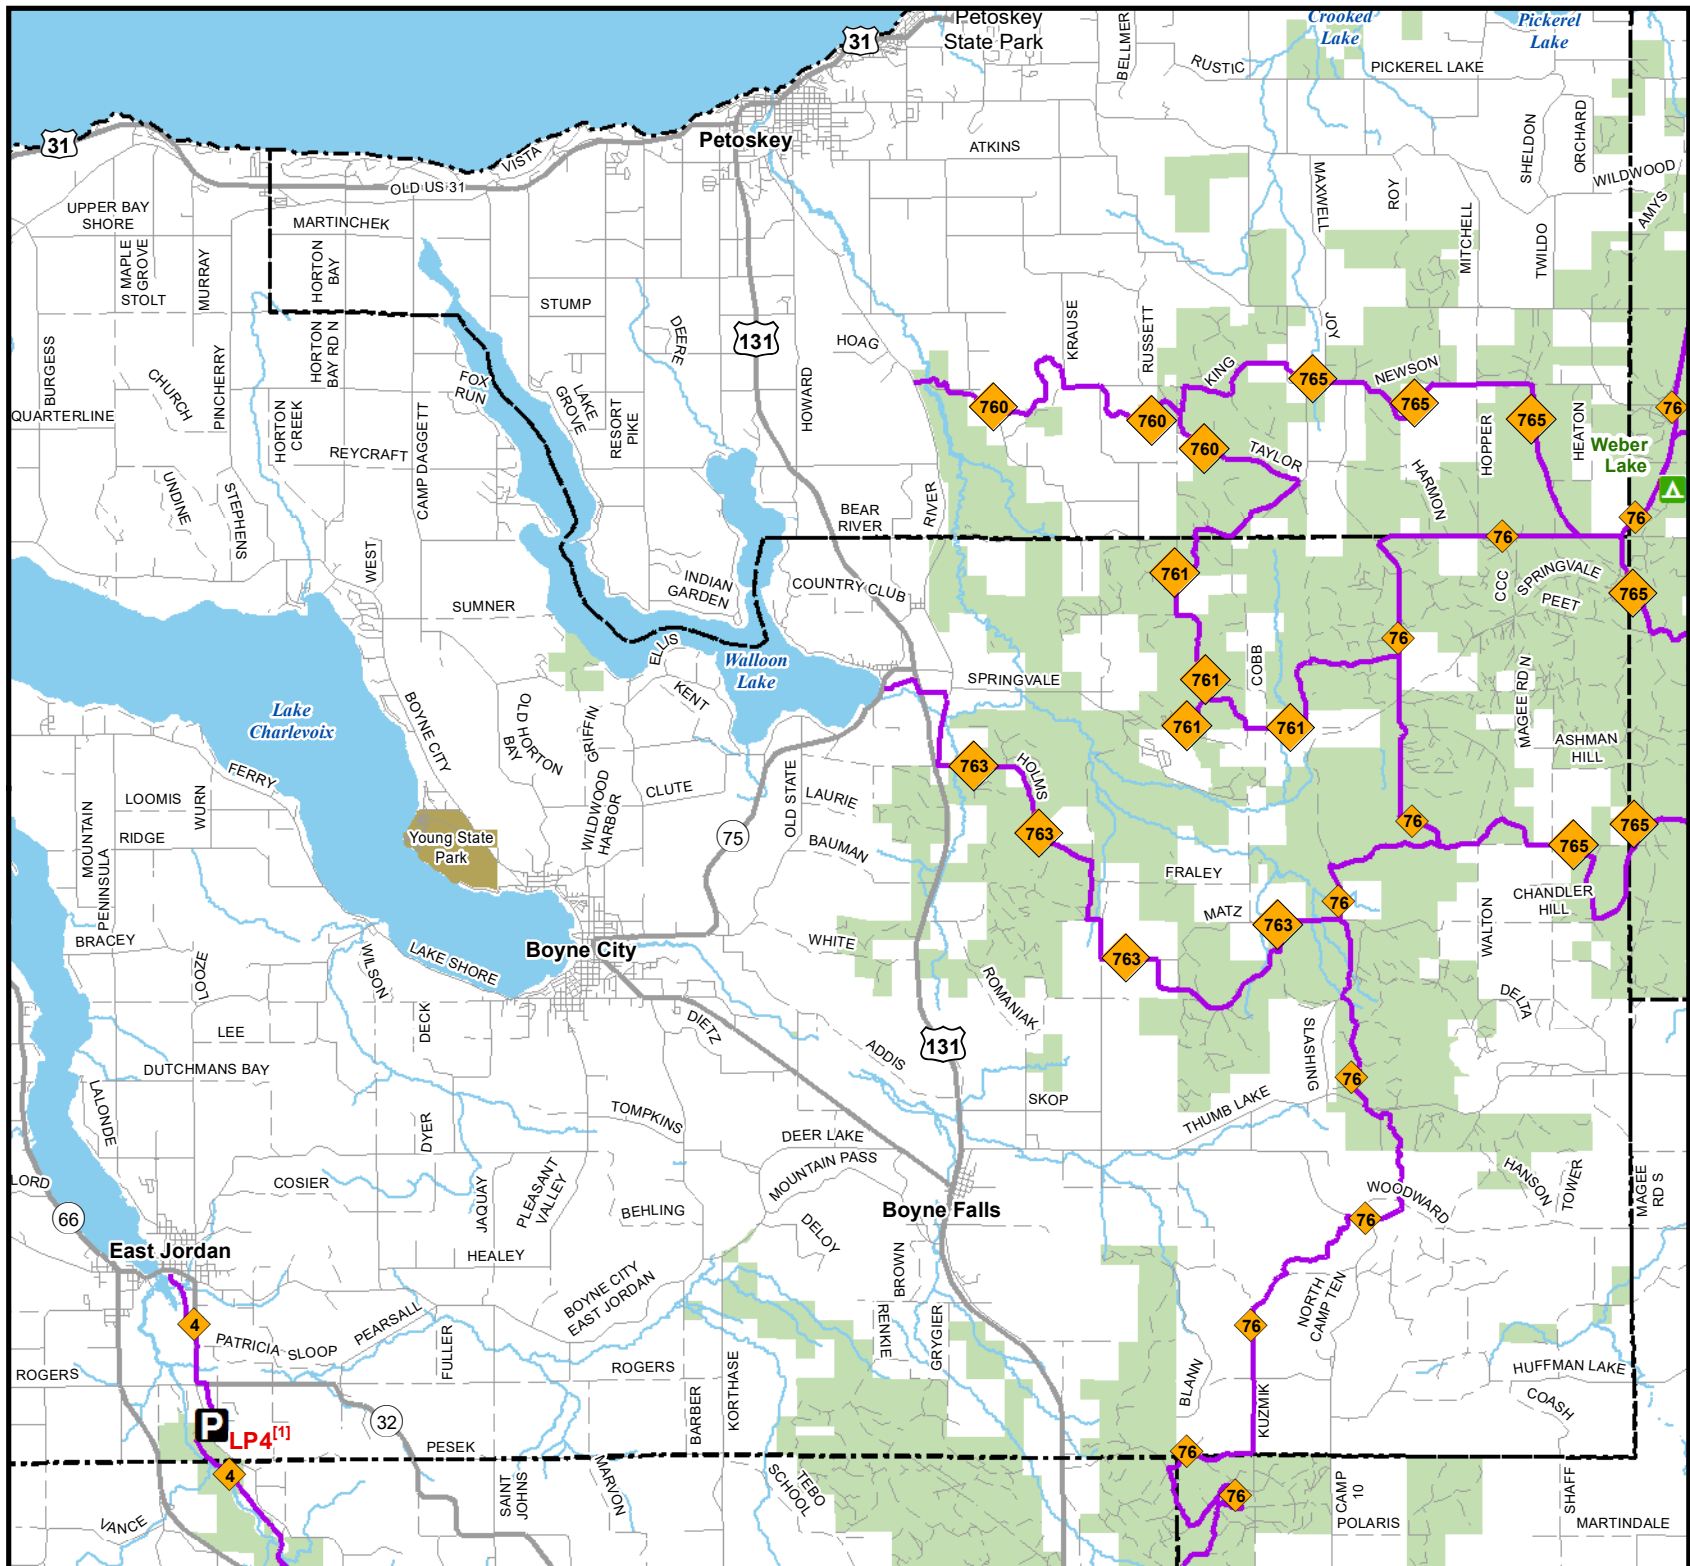 Petoskey
State Park
Crooked
Lake
Pickerel
Lake
31
BELLMER
RUSTIC
PICKEREL LAKE
31
Petoskey
ATKINS
SHELDON
ORCHARD
VISTA
OLD US 31
MAXWELL
ROY
WILDWOOD
AMYS
UPPER BAY
SHORE
MARTINCHEK
MITCHELL
TWILDO
MAPLE
GROVE
STOLT
MURRAY
HORTON
BAY
STUMP
DEERE
131
HOAG
KRAUSE
RUSSETT
JOY
BURGESS
CHURCH
PINCHERRY
HORTON
BAY RD N
FOX
RUN
LAKE
GROVE
HOWARD
KING
765
NEWSON
760
760
765
765
76
QUARTERLINE
HORTON
CREEK
CAMP DAGGETT
RESORT
PIKE
HOPPER
HEATON
Weber
Lake
REYCRAFT
760
TAYLOR
HARMON
UNDINE
STEPHENS
BEAR
RIVER
RIVER
76
76
WEST
INDIAN
GARDEN
COUNTRY CLUB
761
CCC
SPRINGVALE
PEET
765
SUMNER
ELLIS
76
Walloon
Lake
SPRINGVALE
COBB
MAGEE RD N
KENT
761
Lake
Charlevoix
BOYNE CITY
OLD HORTON
BAY
GRIFFIN
761
761
ASHMAN
HILL
FERRY
763
HOLMS
MOUNTAIN
LOOMIS
WURN
WILDWOOD
HARBOR
CLUTE
OLD STATE
LAURIE
RIDGE
Young State
Park
75
BAUMAN
763
76
765
765
PENINSULA
FRALEY
CHANDLER
HILL
MATZ
76
763
WALTON
BRACEY
LOOZE
WILSON
LAKE SHORE
Boyne City
WHITE
763
ROMANIAK
DELTA
LEE
DECK
DIETZ
ADDIS
131
SLASHING
DUTCHMANS BAY
LALONDE
76
SKOP
THUMB LAKE
DYER
TOMPKINS
DEER LAKE
MOUNTAIN PASS
LORD
COSIER
JAQUAY
PLEASANT
VALLEY
BEHLING
DELOY
Boyne Falls
WOODWARD
HANSON
TOWER
MAGEE
RD S
66
76
East Jordan
HEALEY
BROWN
BOYNE CITY
EAST JORDAN
NORTH
CAMP TEN
4
PATRICIA
SLOOP
PEARSALL
FULLER
RENKIE
GRYGIER
76
ROGERS
ROGERS
KORTHASE
BARBER
BLANN
KUZMIK
HUFFMAN LAKE
COASH
P
LP4[1]
32
PESEK
76
4
SAINT
JOHNS
MARVON
TEBO
SCHOOL
76
CAMP
10
SHAFF
VANCE
POLARIS
MARTINDALE